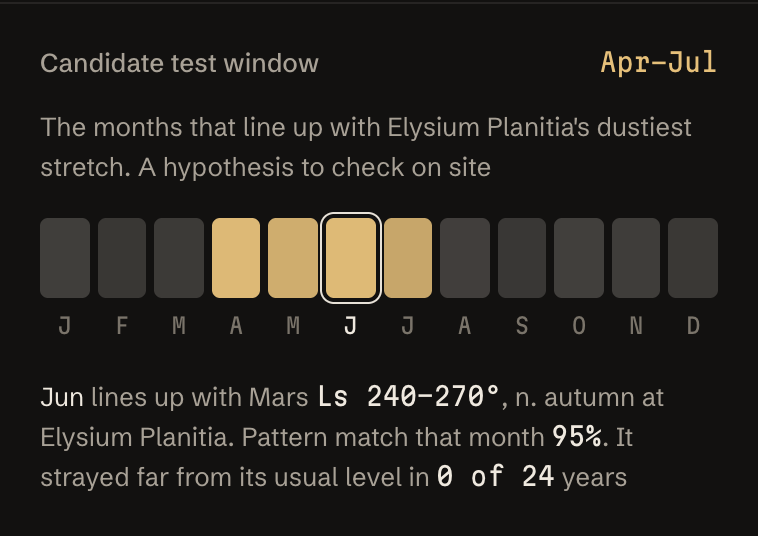 Candidate test window Apr–Jul
The months that line up with Elysium Planitia's dustiest
stretch. A hypothesis to check on site
J F M A M J J A S O N D
Jun lines up with Mars Ls 240–270°, n. autumn at
Elysium Planitia. Pattern match that month 95%. It
strayed far from its usual level in 0 of 24 years